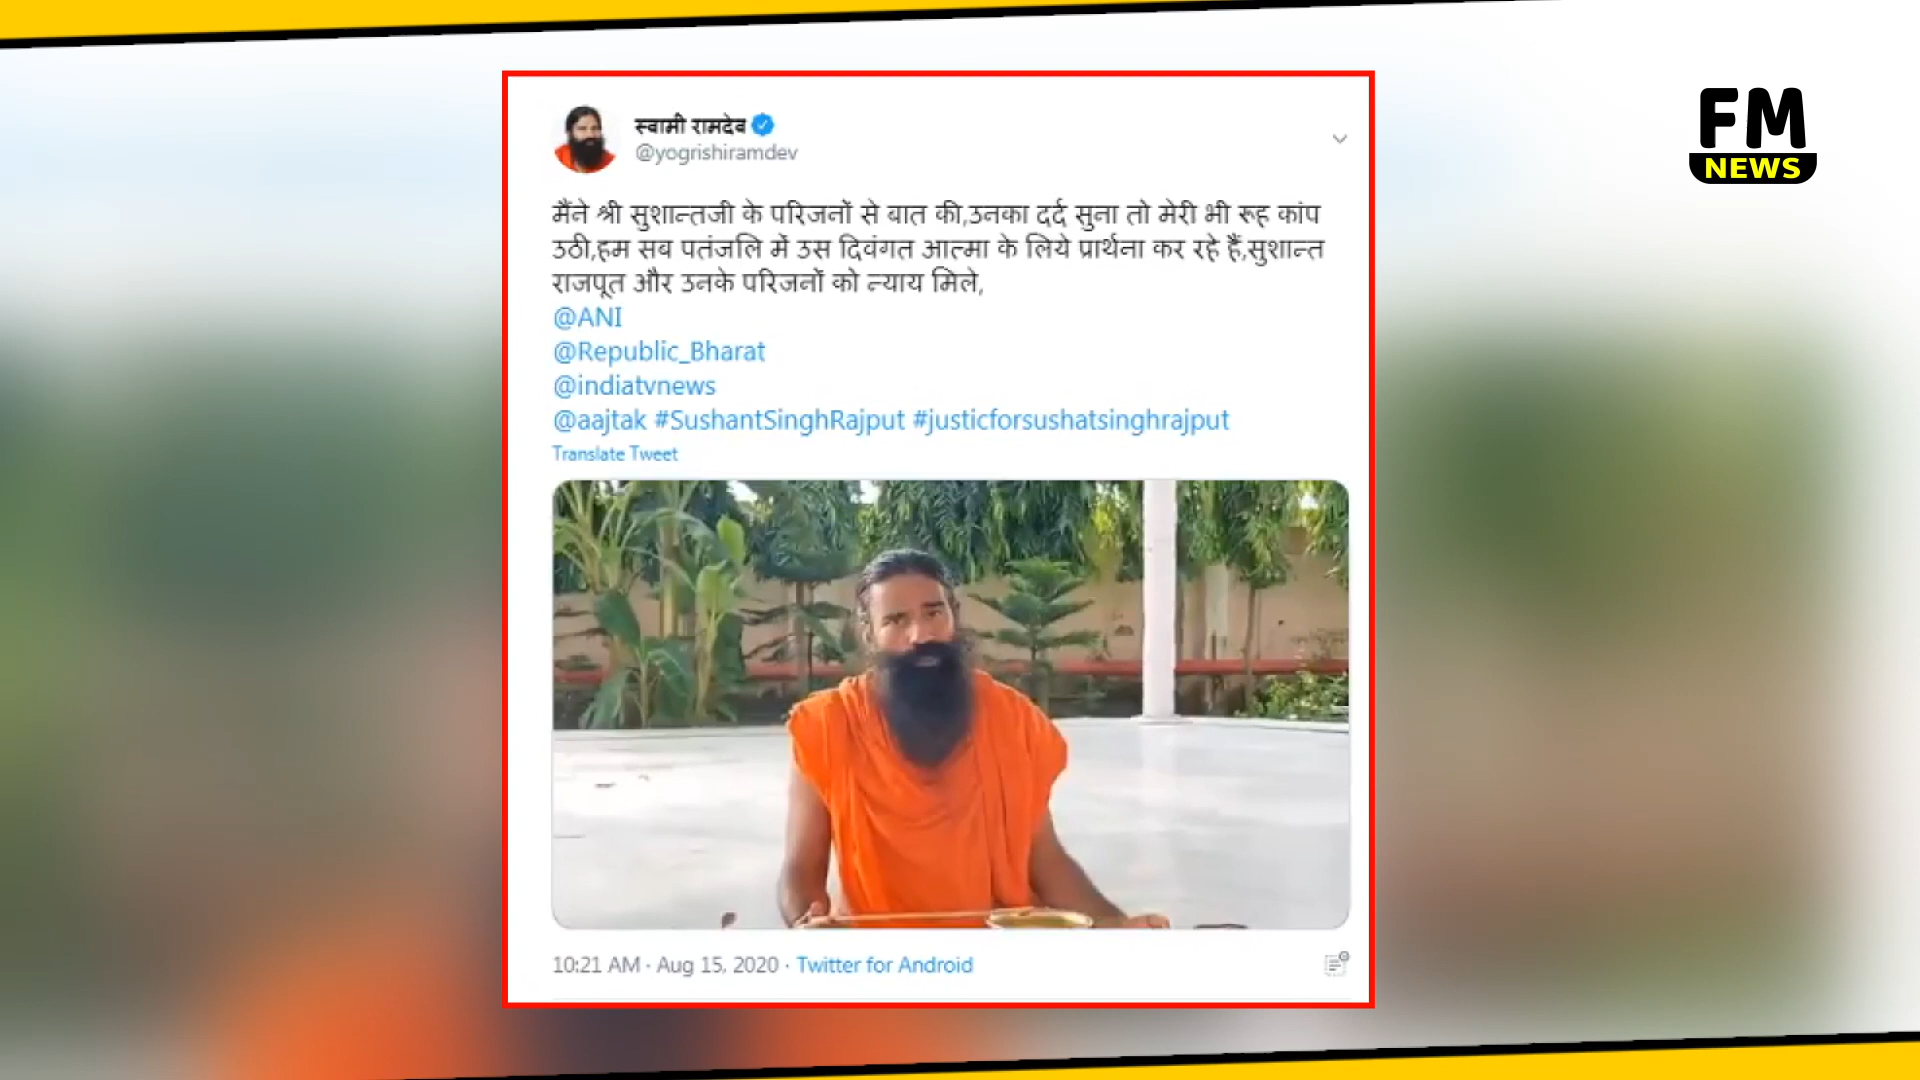 FM
NEWS
स्वामी रामदेव
@yogrishiramdev
मैंने श्री सुशान्तजी के परिजनों से बात की,उनका दर्द सुना तो मेरी भी रूह कांप
उठी,हम सब पतंजलि में उस दिवंगत आत्मा के लिये प्रार्थना कर रहे हैं,सुशान्त
राजपूत और उनके परिजनों को न्याय मिले,
@ANI
@Republic_Bharat
@indiatvnews
@aajtak #SushantSinghRajput #justicforsushatsinghrajput
Translate Tweet
10:21 AM · Aug 15, 2020 · Twitter for Android